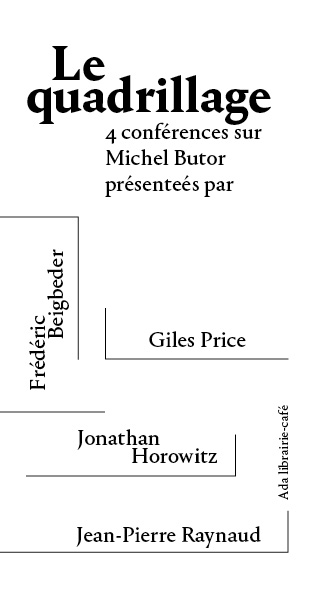 Le
quadrillage
4 conférences sur
Michel Butor
présenteés par
Frédéric
Beigbeder
Giles Price
Jonathan
Horowitz
Ada librairie-café
Jean-Pierre Raynaud